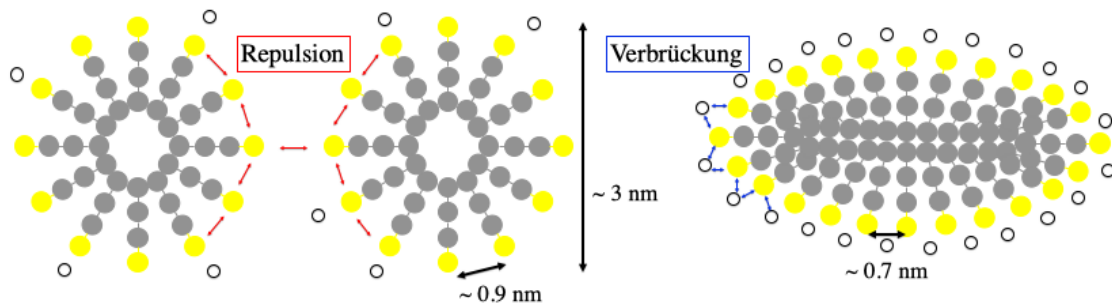 Repulsion
Verbrückung
~ 3 nm
~ 0.9 nm
~ 0.7 nm